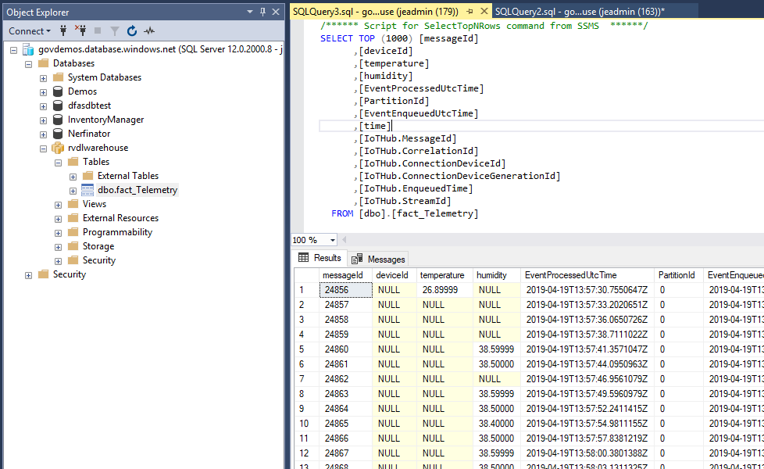 Object Explorer
Connect
govdemos.database.windows.net (SQL Server 12.0.2000.8 - j
Databases
System Databases
Demos
dfasdbtest
InventoryManager
Nerfinator
rvdlwarehouse
Tables
External Tables
dbo.fact_Telemetry
Views
External Resources
Programmability
Storage
Security
Security
SQLQuery3.sql - go...use (jeadmin (179)) SQLQuery2.sql - go...use (jeadmin (163))*
/****** Script for SelectTopNRows command from SSMS ******/
SELECT TOP (1000) [messageId]
,[deviceId]
,[temperature]
,[humidity]
,[EventProcessedUtcTime]
,[PartitionId]
,[EventEnqueuedUtcTime]
,[time]
,[IoTHub.MessageId]
,[IoTHub.CorrelationId]
,[IoTHub.ConnectionDeviceId]
,[IoTHub.ConnectionDeviceGenerationId]
,[IoTHub.EnqueuedTime]
,[IoTHub.StreamId]
FROM [dbo].[fact_Telemetry]
100 %
Results Messages
messageId deviceId temperature humidity EventProcessedUtcTime PartitionId EventEnqueue
1 24856 NULL 26.89999 NULL 2019-04-19T13:57:30.7550647Z 0 2019-04-19T13
2 24857 NULL NULL NULL 2019-04-19T13:57:33.2020651Z 0 2019-04-19T13
3 24858 NULL NULL NULL 2019-04-19T13:57:36.0650726Z 0 2019-04-19T13
4 24859 NULL NULL NULL 2019-04-19T13:57:38.7111022Z 0 2019-04-19T13
5 24860 NULL NULL 38.59999 2019-04-19T13:57:41.3571047Z 0 2019-04-19T13
6 24861 NULL NULL 38.50000 2019-04-19T13:57:44.0950963Z 0 2019-04-19T13
7 24862 NULL NULL NULL 2019-04-19T13:57:46.9561079Z 0 2019-04-19T13
8 24863 NULL NULL 38.59999 2019-04-19T13:57:49.5960979Z 0 2019-04-19T13
9 24864 NULL NULL 38.50000 2019-04-19T13:57:52.2411415Z 0 2019-04-19T13
10 24865 NULL NULL 38.40000 2019-04-19T13:57:54.9811155Z 0 2019-04-19T13
11 24866 NULL NULL 38.50000 2019-04-19T13:57:57.8381219Z 0 2019-04-19T13
12 24867 NULL NULL 38.59999 2019-04-19T13:58:00.3801388Z 0 2019-04-19T13
13 24868 NULL NULL 38.50000 2019-04-19T13:58:03.1311325Z 0 2019-04-19T13